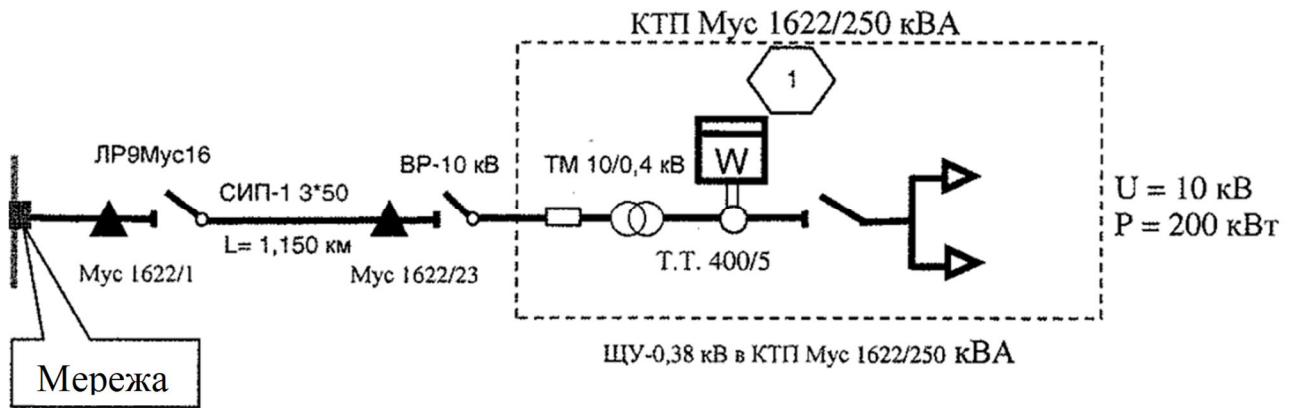 КТП Мус 1622/250 кВА
1
ЛР9Мус16
ВР-10 кВ
ТМ 10/0,4 кВ
W
СИП-1 3*50
U = 10 кВ
P = 200 кВт
L= 1,150 км
Т.Т. 400/5
Мус 1622/1
Мус 1622/23
ЩУ-0,38 кВ в КТП Мус 1622/250 кВА
Мережа